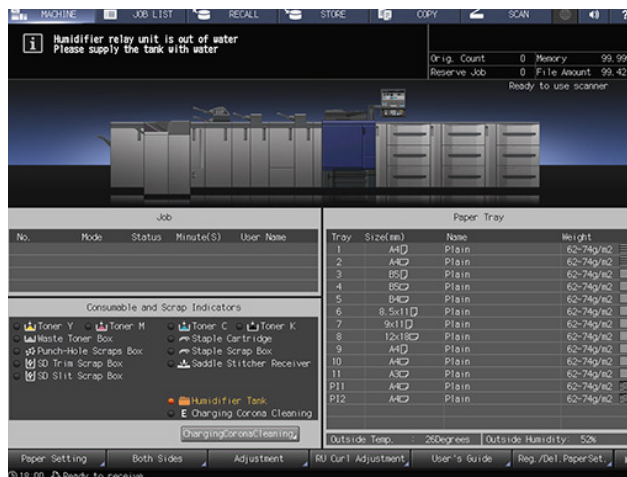 MACHINE JOB LIST RECALL STORE COPY SCAN
i Humidifier relay unit is out of water
Please supply the tank with water
Orig. Count 0 Memory 99.99
Reserve Job 0 File Amount 99.42
Ready to use scanner
Job
No. Mode Status Minute(S) User Name
Consumable and Scrap Indicators
Toner Y Toner M Toner C Toner K
Waste Toner Box Staple Cartridge
Punch-Hole Scraps Box Staple Scrap Box
SD Trim Scrap Box Saddle Stitcher Receiver
SD Slit Scrap Box
Humidifier Tank
E Charging Corona Cleaning
ChargingCoronaCleaning
Paper Tray
Tray Size(mm) Name Weight
1 A4 Plain 62-74g/m2
2 A4 Plain 62-74g/m2
3 B5 Plain 62-74g/m2
4 B5 Plain 62-74g/m2
5 B4 Plain 62-74g/m2
6 8.5x11 Plain 62-74g/m2
7 9x11 Plain 62-74g/m2
8 12x18 Plain 62-74g/m2
9 A4 Plain 62-74g/m2
10 A4 Plain 62-74g/m2
11 A3 Plain 62-74g/m2
PI1 A4 Plain 62-74g/m2
PI2 A4 Plain 62-74g/m2
Outside Temp. : 26Degrees Outside Humidity: 52%
Paper Setting Both Sides Adjustment RU Curl Adjustment User's Guide Reg./Del.PaperSet.
18:00 Ready to receive